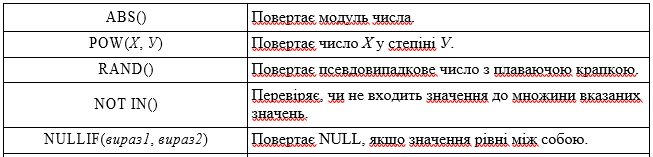 ABS() Повертає модуль числа.
POW(X, У) Повертає число X у степіні У.
RAND() Повертає псевдовипадкове число з плаваючою крапкою.
NOT IN() Перевіряє, чи не входить значення до множини вказаних
значень.
NULLIF(вираз1, вираз2) Повертає NULL, якщо значення рівні між собою.